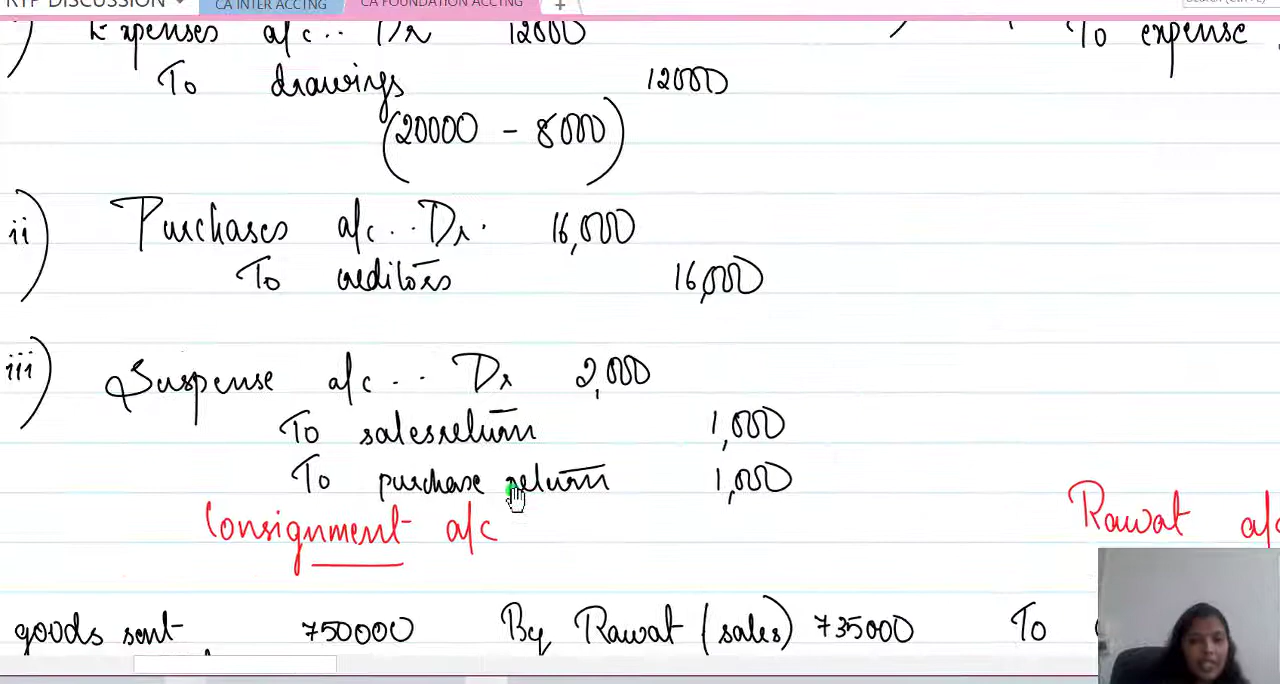 RTP DISCUSSION CA INTER ACCTNG CA FOUNDATION ACCTNG +
Expenses a/c.. Dr 12000 To expense
To drawings 12000
(20000 - 8000)
ii) Purchases a/c.. Dr. 16,000
To creditors 16,000
iii) Suspense a/c.. Dr 2,000
To salesreturn 1,000
To purchase return 1,000
Consignment a/c Rawat a/c
goods sent 750000 By Rawat (sales) 735000 To